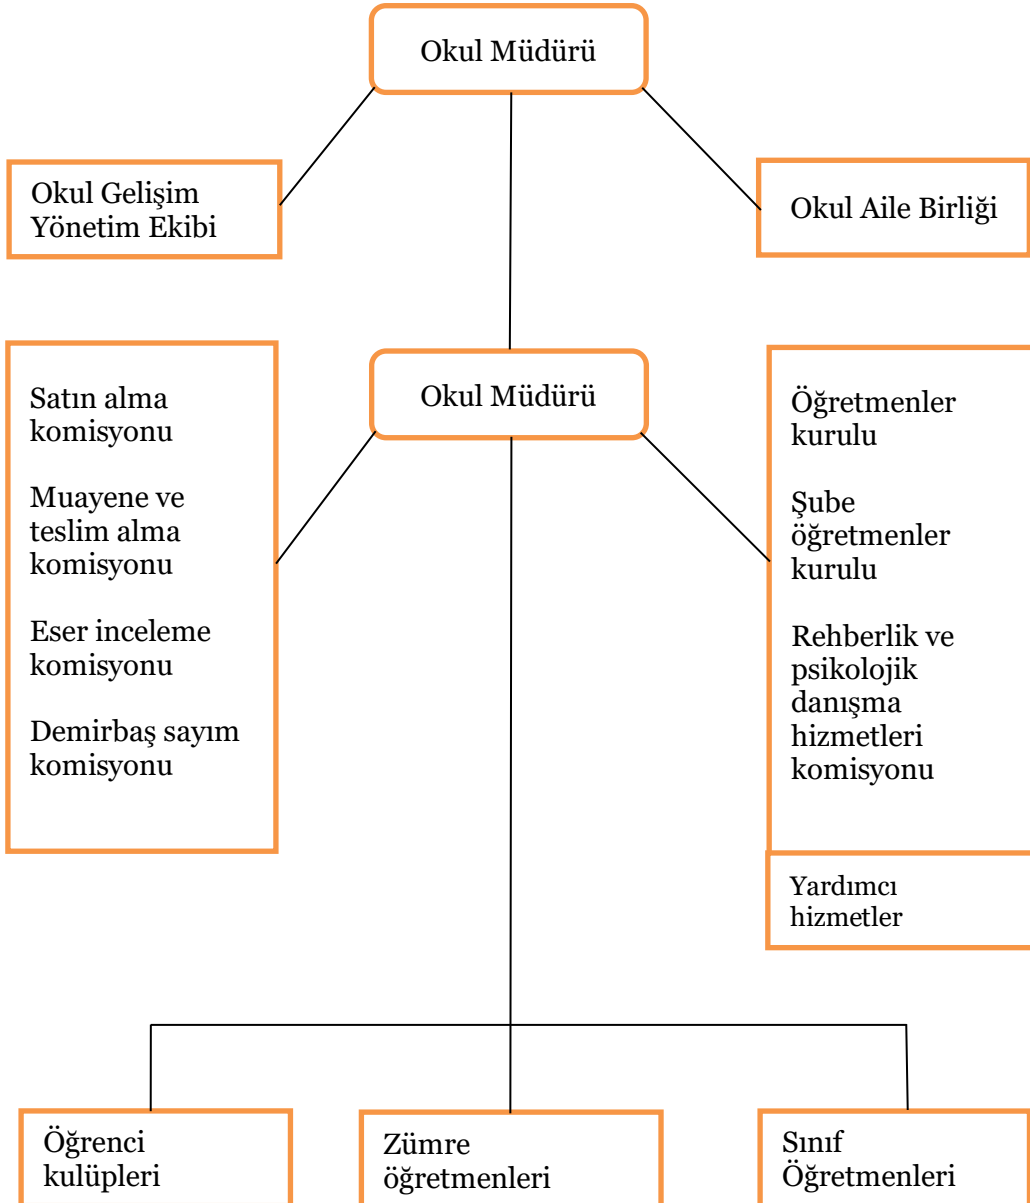 Okul Müdürü
Okul Gelişim
Yönetim Ekibi
Okul Aile Birliği
Satın alma
komisyonu
Muayene ve
teslim alma
komisyonu
Eser inceleme
komisyonu
Demirbaş sayım
komisyonu
Okul Müdürü
Öğretmenler
kurulu
Şube
öğretmenler
kurulu
Rehberlik ve
psikolojik
danışma
hizmetleri
komisyonu
Yardımcı
hizmetler
Öğrenci
kulüpleri
Zümre
öğretmenleri
Sınıf
Öğretmenleri